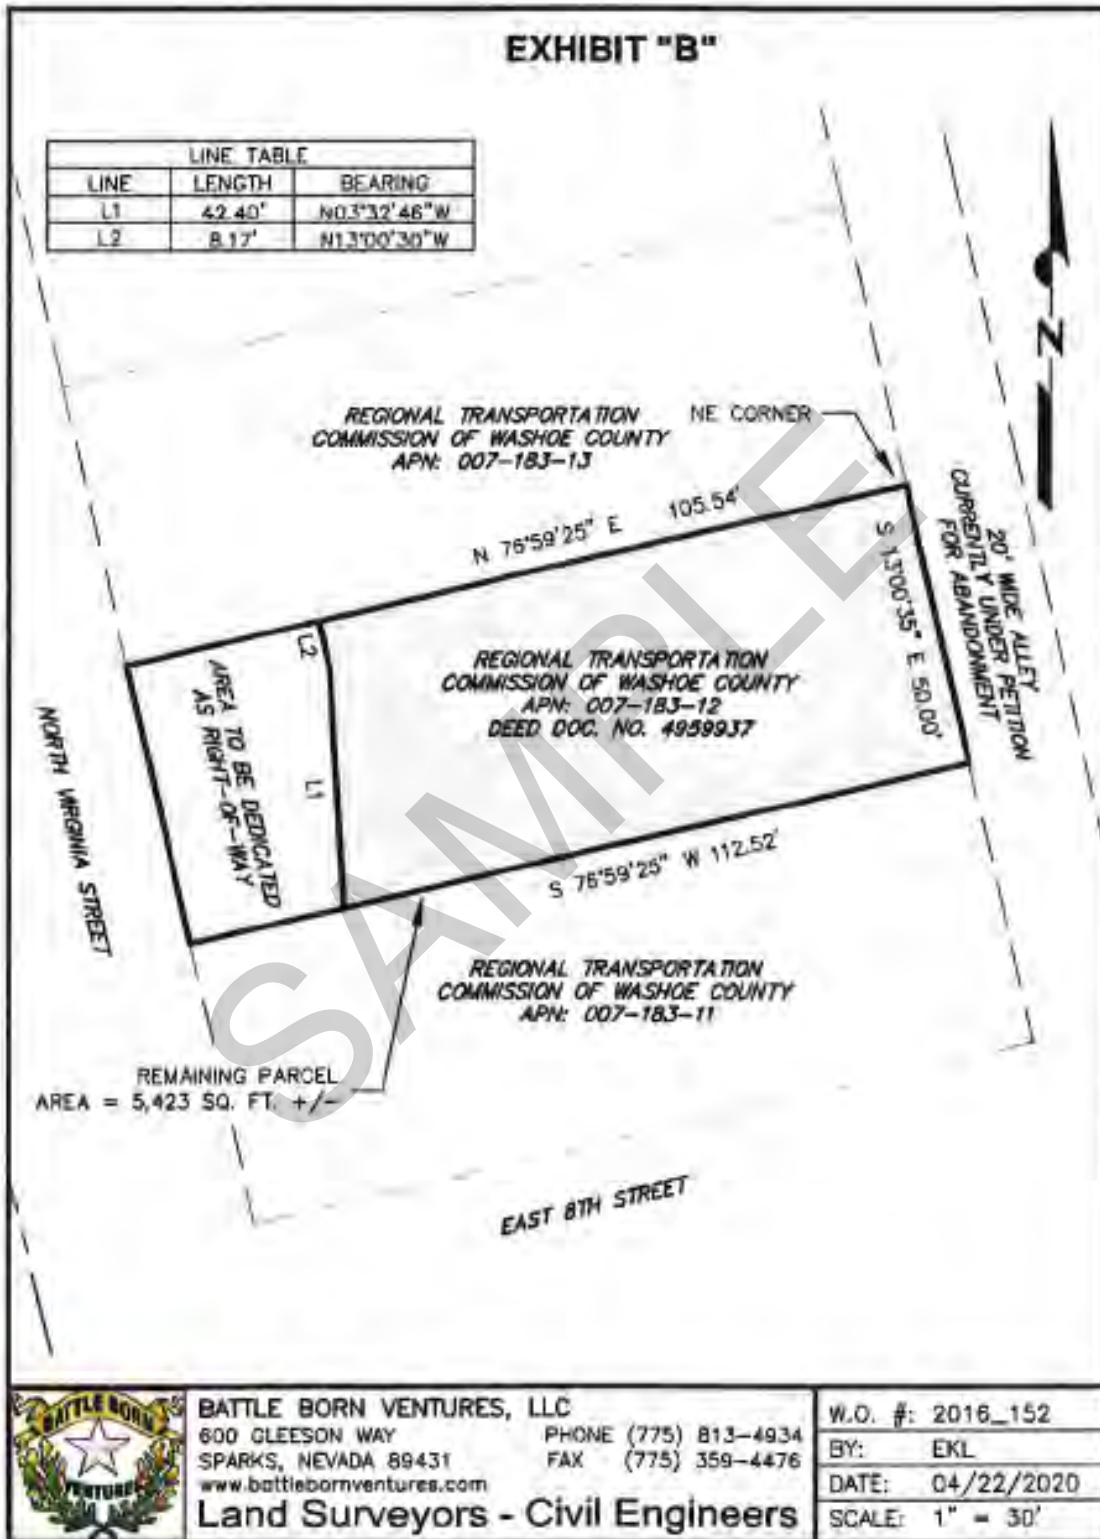 EXHIBIT "B"
LINE TABLE
LINE LENGTH BEARING
L1 42.40' N03°32'46"W
L2 8.17' N13°00'30"W
N
REGIONAL TRANSPORTATION
COMMISSION OF WASHOE COUNTY
APN: 007-183-13
NE CORNER
N 76°59'25" E 105.54'
S 13°00'35" E 50.00'
20' WIDE ALLEY
CURRENTLY UNDER PETITION
FOR ABANDONMENT
L2
L1
REGIONAL TRANSPORTATION
COMMISSION OF WASHOE COUNTY
APN: 007-183-12
DEED DOC. NO. 4959937
AREA TO BE DEDICATED
AS RIGHT-OF-WAY
NORTH VIRGINIA STREET
S 76°59'25" W 112.52'
REGIONAL TRANSPORTATION
COMMISSION OF WASHOE COUNTY
APN: 007-183-11
REMAINING PARCEL
AREA = 5,423 SQ. FT. +/-
EAST 8TH STREET
SAMPLE
BATTLE BORN
VENTURES
BATTLE BORN VENTURES, LLC
600 GLEESON WAY PHONE (775) 813-4934
SPARKS, NEVADA 89431 FAX (775) 359-4476
www.battlebornventures.com
Land Surveyors - Civil Engineers
W.O. #: 2016_152
BY: EKL
DATE: 04/22/2020
SCALE: 1" = 30'